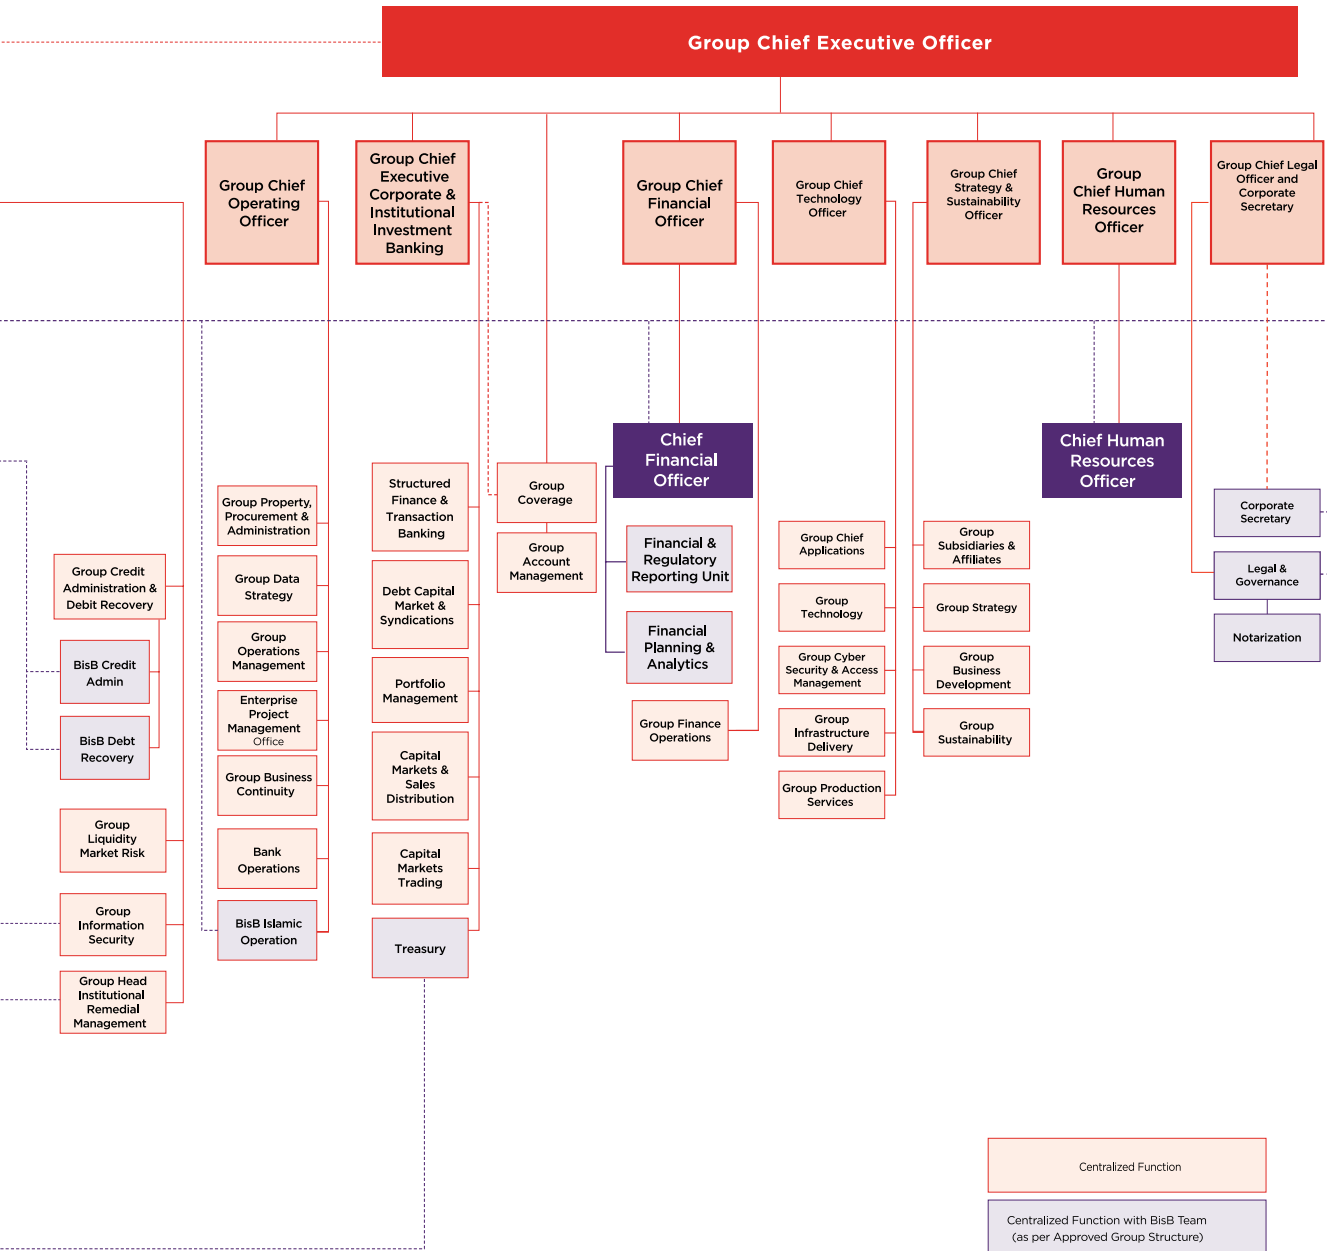 Group Chief Executive Officer
Group Chief
Operating
Officer
Group Chief
Executive
Corporate &
Institutional
Investment
Banking
Group Chief
Financial
Officer
Group Chief
Technology
Officer
Group Chief
Strategy &
Sustainability
Officer
Group
Chief Human
Resources
Officer
Group Chief Legal
Officer and
Corporate
Secretary
Chief
Financial
Officer
Chief Human
Resources
Officer
Group Credit
Administration &
Debit Recovery
BisB Credit
Admin
BisB Debt
Recovery
Group
Liquidity
Market Risk
Group
Information
Security
Group Head
Institutional
Remedial
Management
Group Property,
Procurement &
Administration
Group Data
Strategy
Group
Operations
Management
Enterprise
Project
Management
Office
Group Business
Continuity
Bank
Operations
BisB Islamic
Operation
Structured
Finance &
Transaction
Banking
Debt Capital
Market &
Syndications
Portfolio
Management
Capital
Markets &
Sales
Distribution
Capital
Markets
Trading
Treasury
Group
Coverage
Group
Account
Management
Financial &
Regulatory
Reporting Unit
Financial
Planning &
Analytics
Group Finance
Operations
Group Chief
Applications
Group
Technology
Group Cyber
Security & Access
Management
Group
Infrastructure
Delivery
Group Production
Services
Group
Subsidiaries &
Affiliates
Group Strategy
Group
Business
Development
Group
Sustainability
Corporate
Secretary
Legal &
Governance
Notarization
Centralized Function
Centralized Function with BisB Team
(as per Approved Group Structure)